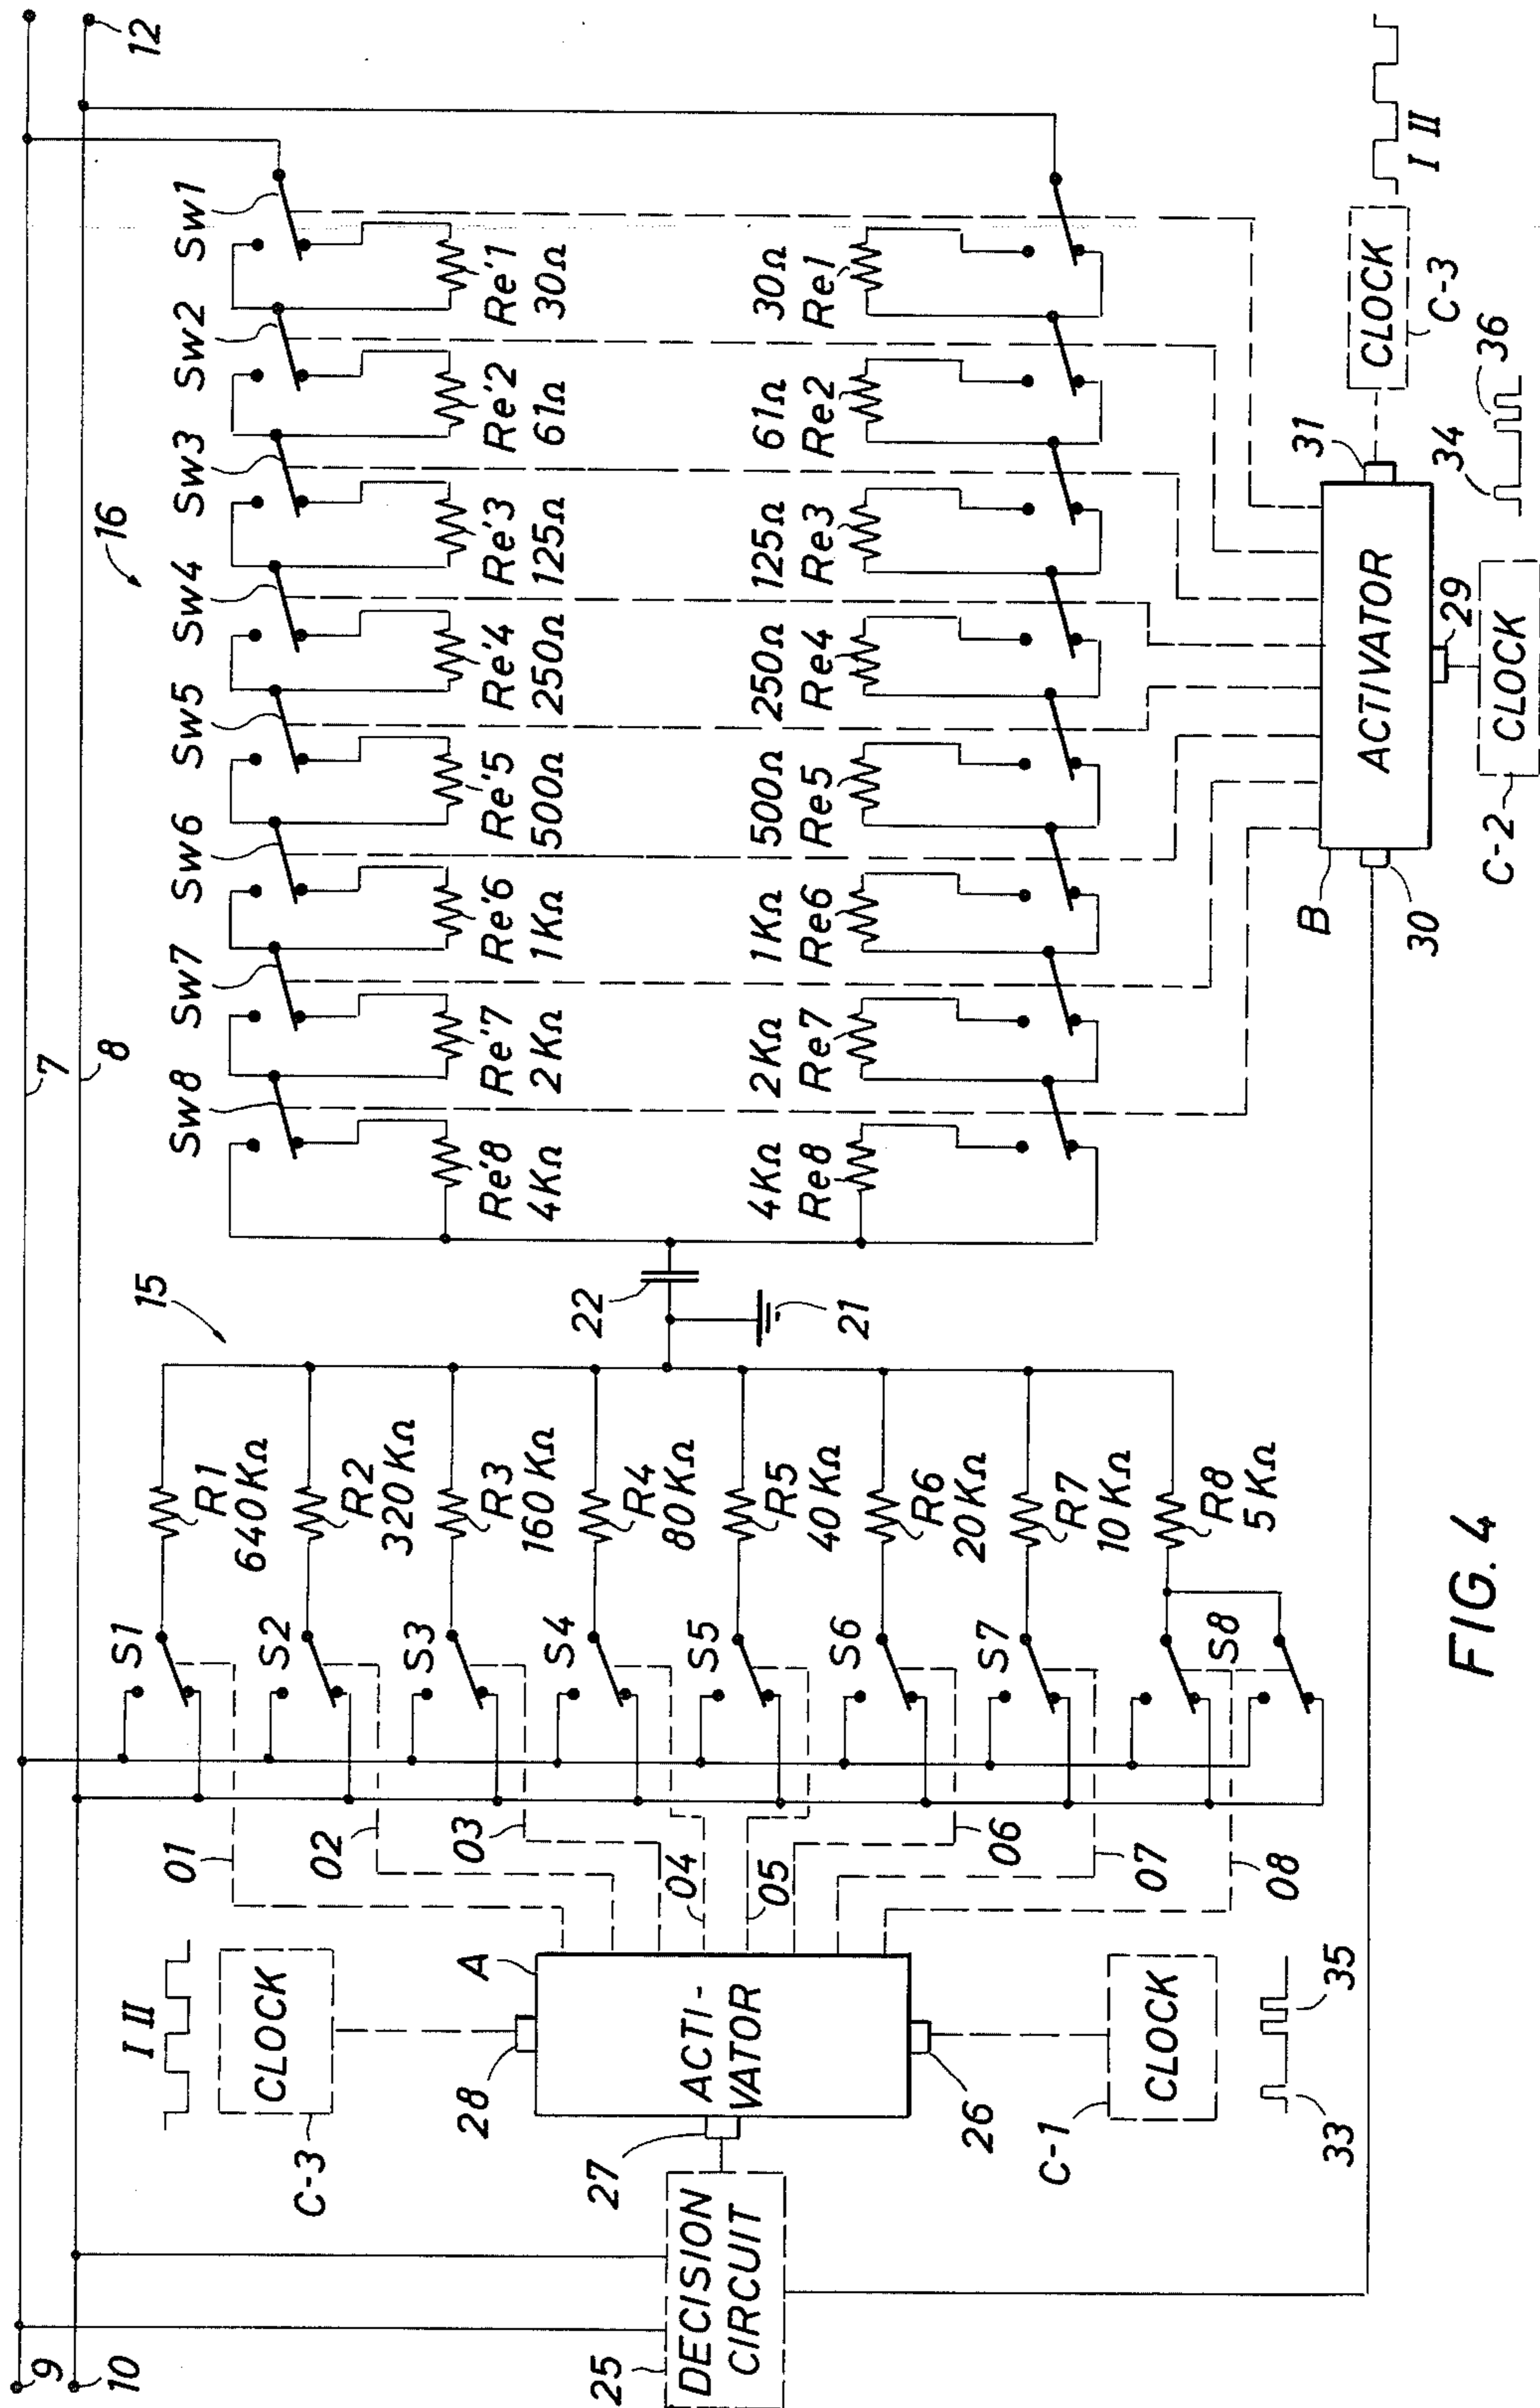 9
10
7
8
12
15
16
25
DECISION
CIRCUIT
27
28
26
A
ACTI-
VATOR
C-3
CLOCK
I II
C-1
CLOCK
33
35
01
02
03
04
05
06
07
08
S1
S2
S3
S4
S5
S6
S7
S8
R1
640KΩ
R2
320KΩ
R3
160KΩ
R4
80KΩ
R5
40KΩ
R6
20KΩ
R7
10KΩ
R8
5KΩ
22
21
Sw8
Sw7
Sw6
Sw5
Sw4
Sw3
Sw2
Sw1
Re'8
4KΩ
Re'7
2KΩ
Re'6
1KΩ
Re'5
500Ω
Re'4
250Ω
Re'3
125Ω
Re'2
61Ω
Re'1
30Ω
4KΩ
Re8
2KΩ
Re7
1KΩ
Re6
500Ω
Re5
250Ω
Re4
125Ω
Re3
61Ω
Re2
30Ω
Re1
B
30
ACTIVATOR
31
29
C-2
CLOCK
34
36
CLOCK
C-3
I II
FIG. 4